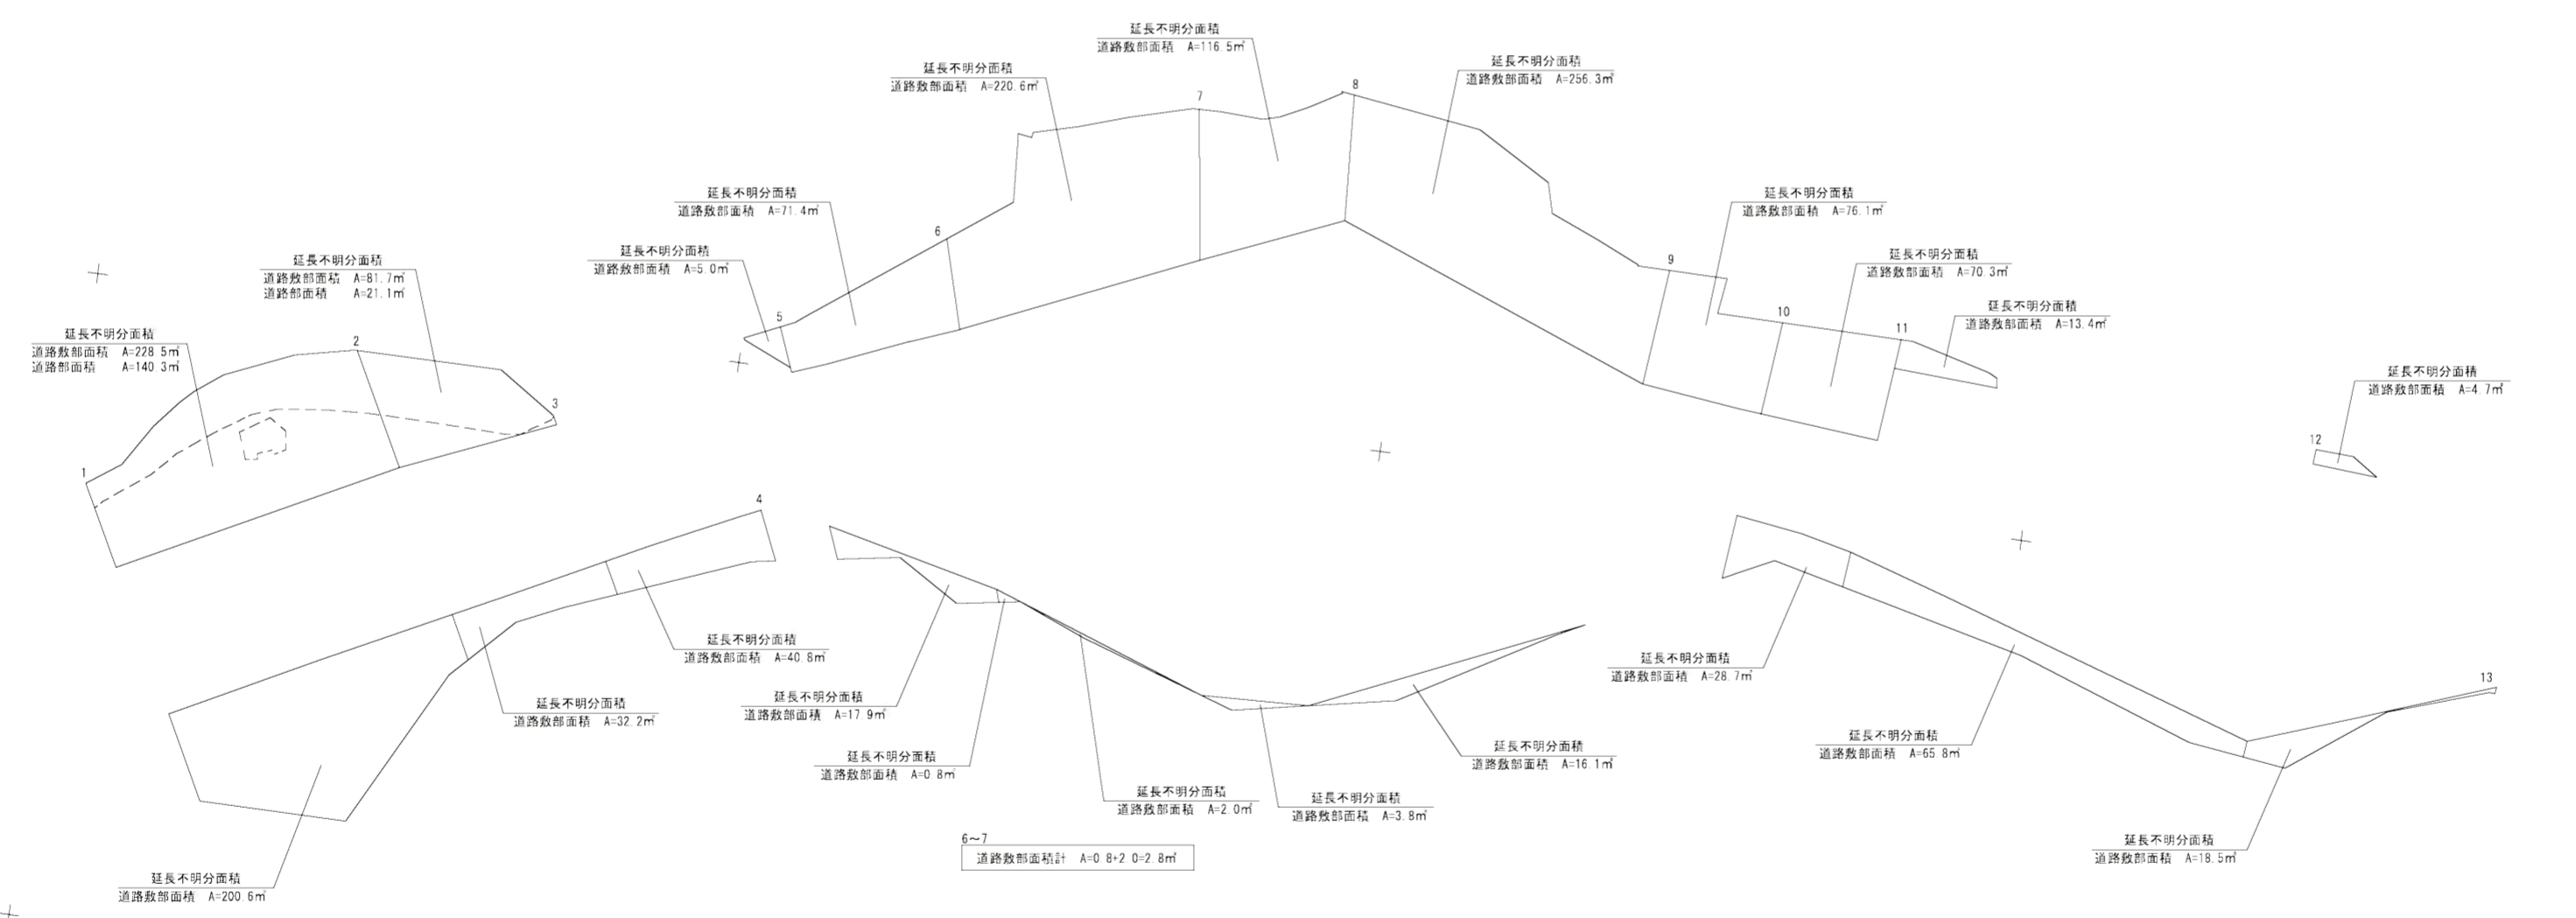 延長不明分面積
道路敷部面積 A=116.5㎡
延長不明分面積
道路敷部面積 A=220.6㎡
延長不明分面積
道路敷部面積 A=256.3㎡
7
8
延長不明分面積
道路敷部面積 A=71.4㎡
延長不明分面積
道路敷部面積 A=76.1㎡
6
延長不明分面積
道路敷部面積 A=5.0㎡
9
延長不明分面積
道路敷部面積 A=70.3㎡
延長不明分面積
道路敷部面積 A=81.7㎡
道路部面積 A=21.1㎡
5
10
11
延長不明分面積
道路敷部面積 A=13.4㎡
延長不明分面積
道路敷部面積 A=228.5㎡
道路部面積 A=140.3㎡
2
3
延長不明分面積
道路敷部面積 A=4.7㎡
12
1
4
延長不明分面積
道路敷部面積 A=40.8㎡
延長不明分面積
道路敷部面積 A=28.7㎡
13
延長不明分面積
道路敷部面積 A=32.2㎡
延長不明分面積
道路敷部面積 A=17.9㎡
延長不明分面積
道路敷部面積 A=65.8㎡
延長不明分面積
道路敷部面積 A=0.8㎡
延長不明分面積
道路敷部面積 A=16.1㎡
延長不明分面積
道路敷部面積 A=2.0㎡
延長不明分面積
道路敷部面積 A=3.8㎡
6～7
道路敷部面積計 A=0.8+2.0=2.8㎡
延長不明分面積
道路敷部面積 A=18.5㎡
延長不明分面積
道路敷部面積 A=200.6㎡